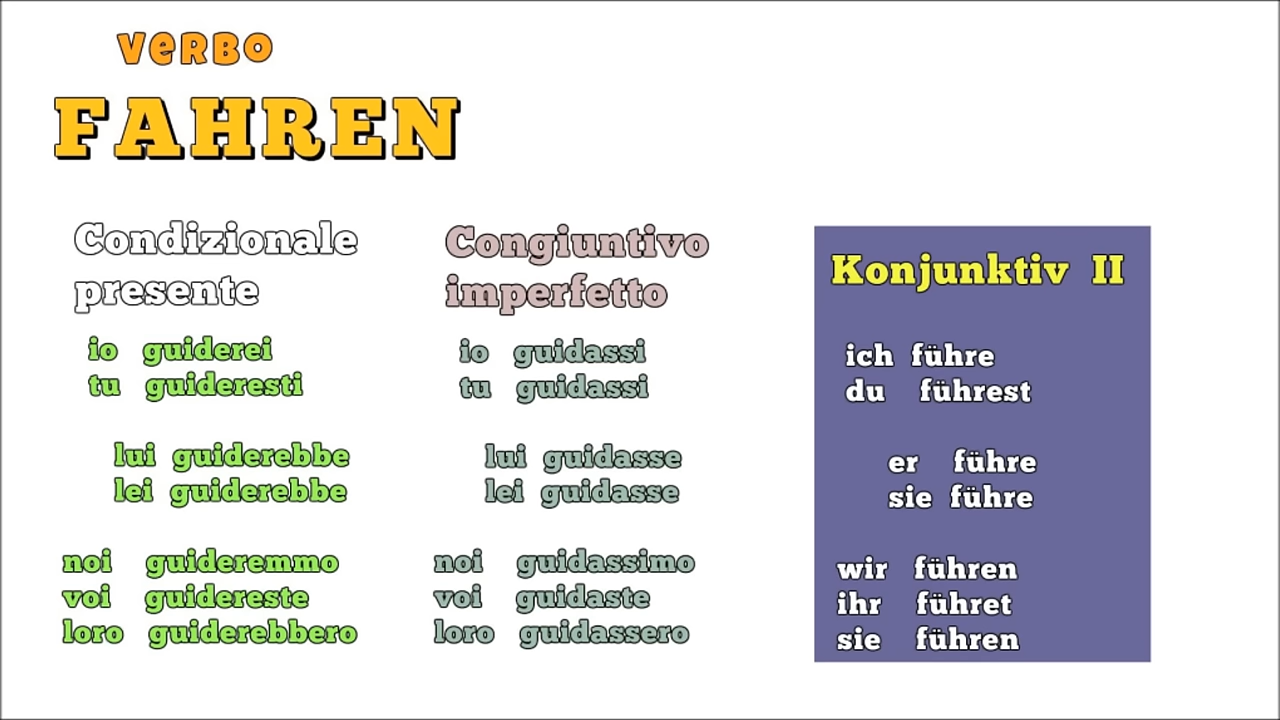 VeRBO
FAHREN
Condizionale
presente
io guiderei
tu guideresti
lui guiderebbe
lei guiderebbe
noi guideremmo
voi guidereste
loro guiderebbero
Congiuntivo
imperfetto
io guidassi
tu guidassi
lui guidasse
lei guidasse
noi guidassimo
voi guidaste
loro guidassero
Konjunktiv II
ich führe
du führest
er führe
sie führe
wir führen
ihr führet
sie führen